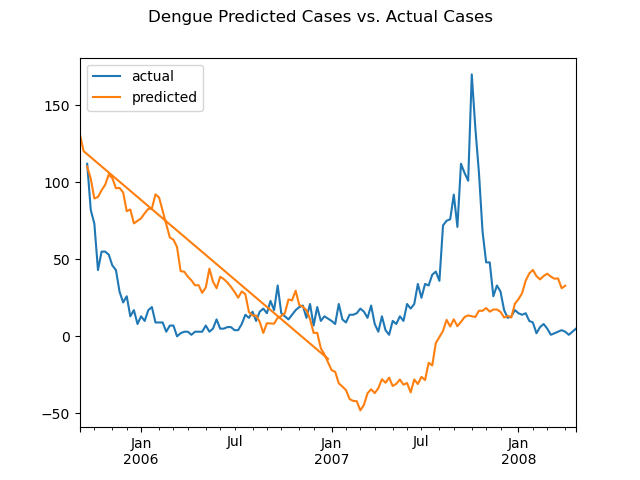 Dengue Predicted Cases vs. Actual Cases
actual
predicted
150
100
50
0
−50
Jan
2006
Jul
Jan
2007
Jul
Jan
2008